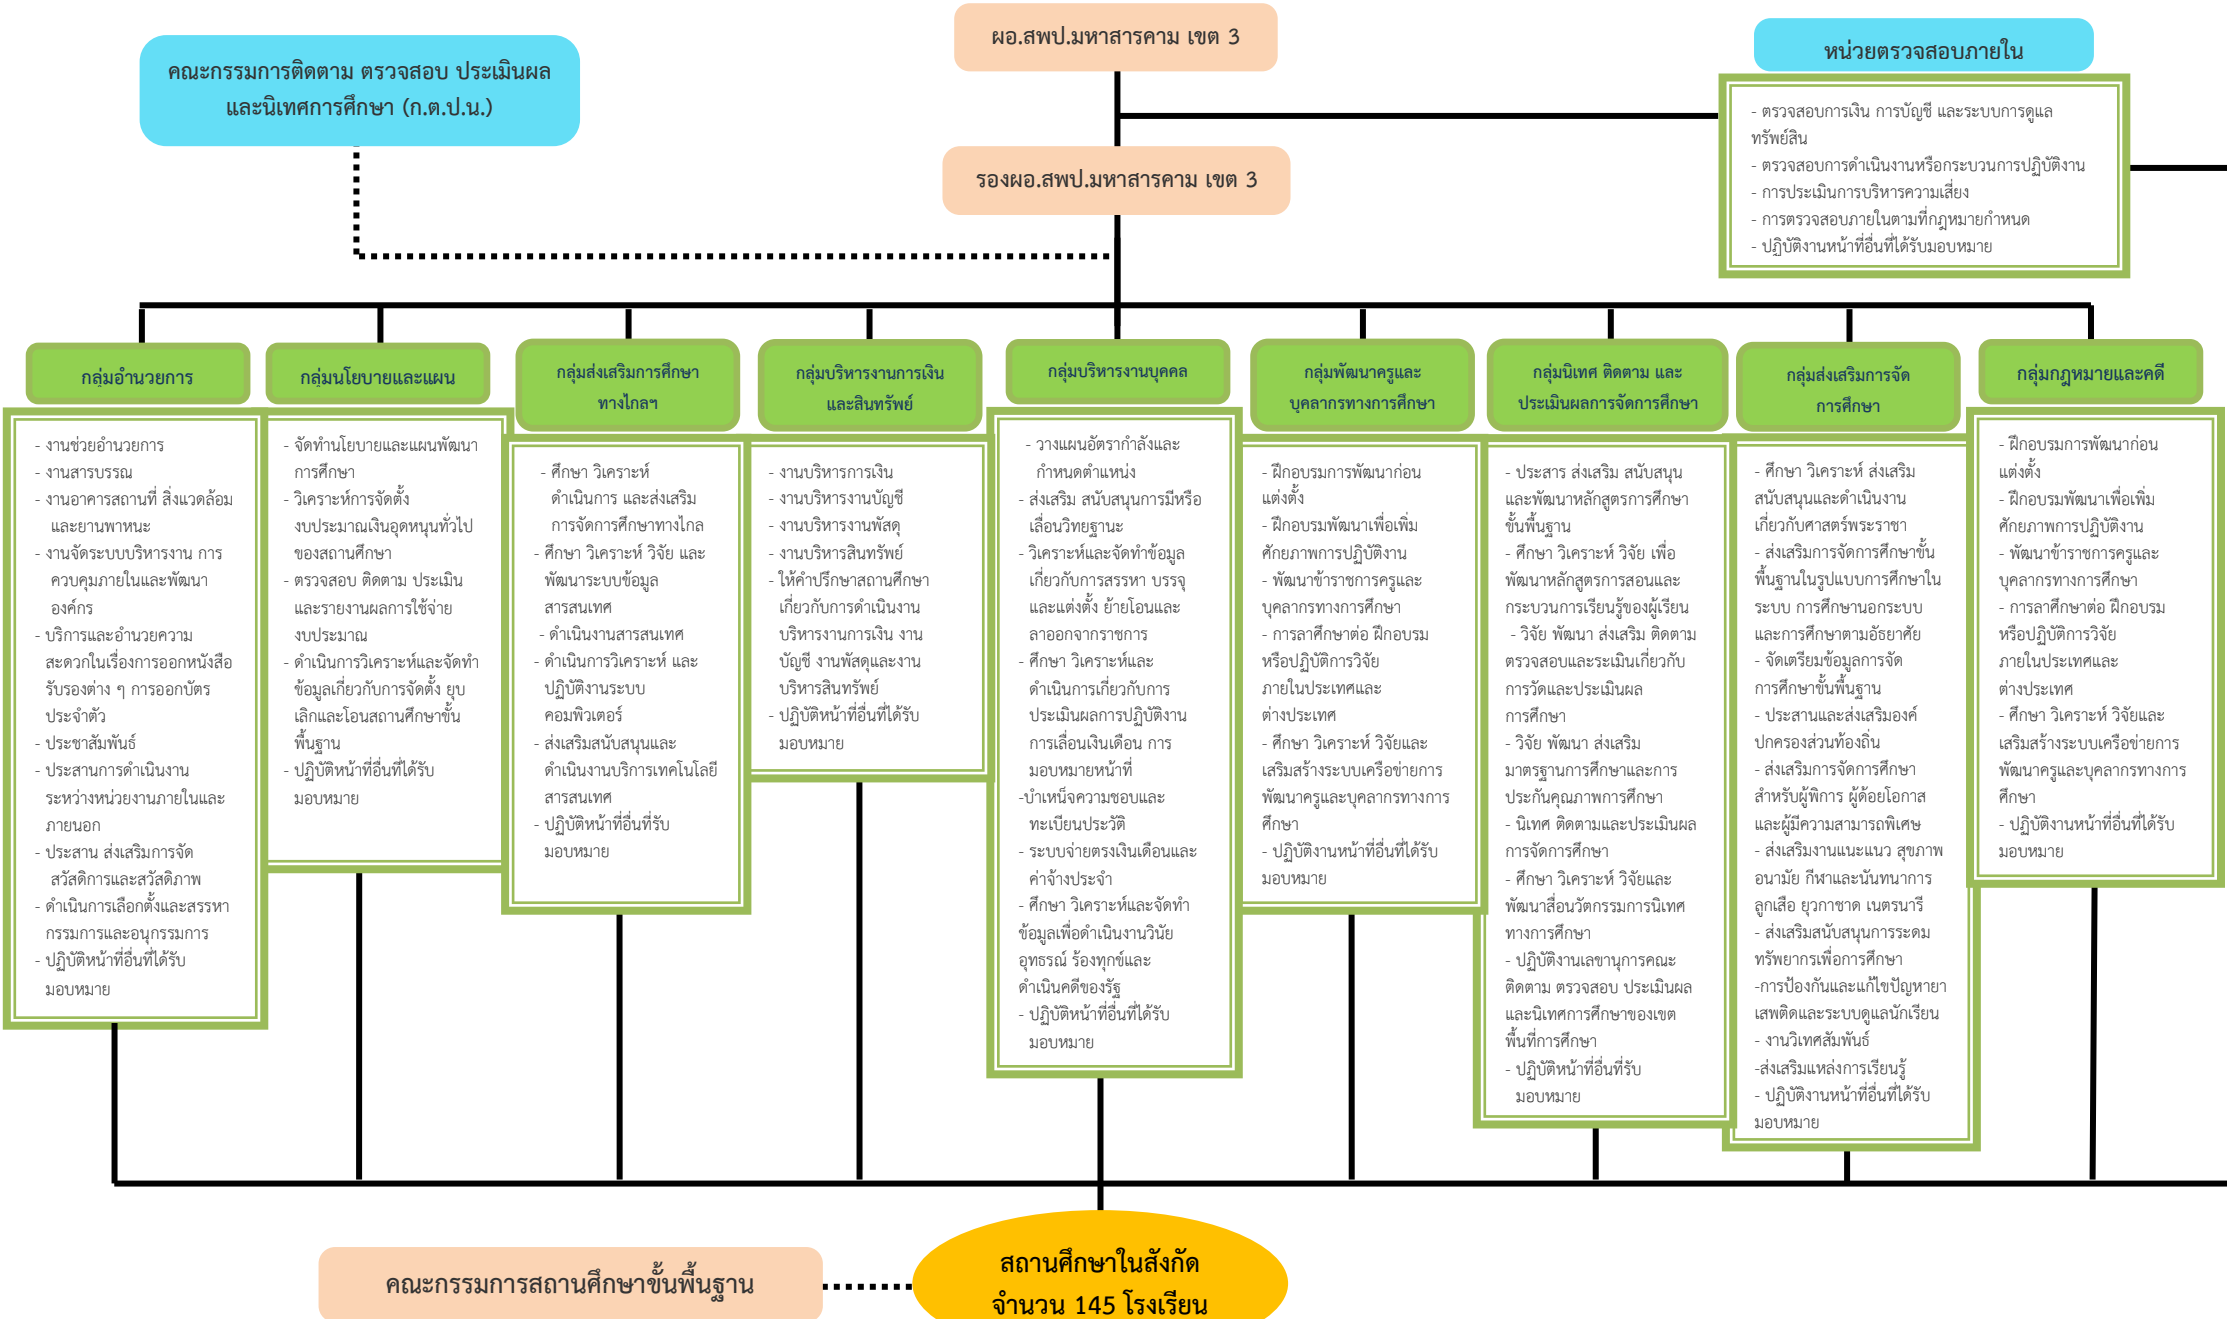 ผอ.สพป.มหาสารคาม เขต 3
คณะกรรมการติดตาม ตรวจสอบ ประเมินผล
และนิเทศการศึกษา (ก.ต.ป.น.)
หน่วยตรวจสอบภายใน
- ตรวจสอบการเงิน การบัญชี และระบบการดูแล
ทรัพย์สิน
- ตรวจสอบการดำเนินงานหรือกระบวนการปฏิบัติงาน
- การประเมินการบริหารความเสี่ยง
- การตรวจสอบภายในตามที่กฎหมายกำหนด
- ปฏิบัติงานหน้าที่อื่นที่ได้รับมอบหมาย
รองผอ.สพป.มหาสารคาม เขต 3
กลุ่มอำนวยการ
- งานช่วยอำนวยการ
- งานสารบรรณ
- งานอาคารสถานที่ สิ่งแวดล้อม
และยานพาหนะ
- งานจัดระบบบริหารงาน การ
ควบคุมภายในและพัฒนา
องค์กร
- บริการและอำนวยความ
สะดวกในเรื่องการออกหนังสือ
รับรองต่าง ๆ การออกบัตร
ประจำตัว
- ประชาสัมพันธ์
- ประสานการดำเนินงาน
ระหว่างหน่วยงานภายในและ
ภายนอก
- ประสาน ส่งเสริมการจัด
สวัสดิการและสวัสดิภาพ
- ดำเนินการเลือกตั้งและสรรหา
กรรมการและอนุกรรมการ
- ปฏิบัติหน้าที่อื่นที่ได้รับ
มอบหมาย
กลุ่มนโยบายและแผน
- จัดทำนโยบายและแผนพัฒนา
การศึกษา
- วิเคราะห์การจัดตั้ง
งบประมาณเงินอุดหนุนทั่วไป
ของสถานศึกษา
- ตรวจสอบ ติดตาม ประเมิน
และรายงานผลการใช้จ่าย
งบประมาณ
- ดำเนินการวิเคราะห์และจัดทำ
ข้อมูลเกี่ยวกับการจัดตั้ง ยุบ
เลิกและโอนสถานศึกษาขั้น
พื้นฐาน
- ปฏิบัติหน้าที่อื่นที่ได้รับ
มอบหมาย
กลุ่มส่งเสริมการศึกษา
ทางไกลฯ
- ศึกษา วิเคราะห์
ดำเนินการ และส่งเสริม
การจัดการศึกษาทางไกล
- ศึกษา วิเคราะห์ วิจัย และ
พัฒนาระบบข้อมูล
สารสนเทศ
- ดำเนินงานสารสนเทศ
- ดำเนินการวิเคราะห์ และ
ปฏิบัติงานระบบ
คอมพิวเตอร์
- ส่งเสริมสนับสนุนและ
ดำเนินงานบริการเทคโนโลยี
สารสนเทศ
- ปฏิบัติหน้าที่อื่นที่รับ
มอบหมาย
กลุ่มบริหารงานการเงิน
และสินทรัพย์
- งานบริหารการเงิน
- งานบริหารงานบัญชี
- งานบริหารงานพัสดุ
- งานบริหารสินทรัพย์
- ให้คำปรึกษาสถานศึกษา
เกี่ยวกับการดำเนินงาน
บริหารงานการเงิน งาน
บัญชี งานพัสดุและงาน
บริหารสินทรัพย์
- ปฏิบัติหน้าที่อื่นที่ได้รับ
มอบหมาย
กลุ่มบริหารงานบุคคล
- วางแผนอัตรากำลังและ
กำหนดตำแหน่ง
- ส่งเสริม สนับสนุนการมีหรือ
เลื่อนวิทยฐานะ
- วิเคราะห์และจัดทำข้อมูล
เกี่ยวกับการสรรหา บรรจุ
และแต่งตั้ง ย้ายโอนและ
ลาออกจากราชการ
- ศึกษา วิเคราะห์และ
ดำเนินการเกี่ยวกับการ
ประเมินผลการปฏิบัติงาน
การเลื่อนเงินเดือน การ
มอบหมายหน้าที่
-บำเหน็จความชอบและ
ทะเบียนประวัติ
- ระบบจ่ายตรงเงินเดือนและ
ค่าจ้างประจำ
- ศึกษา วิเคราะห์และจัดทำ
ข้อมูลเพื่อดำเนินงานวินัย
อุทธรณ์ ร้องทุกข์และ
ดำเนินคดีของรัฐ
- ปฏิบัติหน้าที่อื่นที่ได้รับ
มอบหมาย
กลุ่มพัฒนาครูและ
บุคลากรทางการศึกษา
- ฝึกอบรมการพัฒนาก่อน
แต่งตั้ง
- ฝึกอบรมพัฒนาเพื่อเพิ่ม
ศักยภาพการปฏิบัติงาน
- พัฒนาข้าราชการครูและ
บุคลากรทางการศึกษา
- การลาศึกษาต่อ ฝึกอบรม
หรือปฏิบัติการวิจัย
ภายในประเทศและ
ต่างประเทศ
- ศึกษา วิเคราะห์ วิจัยและ
เสริมสร้างระบบเครือข่ายการ
พัฒนาครูและบุคลากรทางการ
ศึกษา
- ปฏิบัติงานหน้าที่อื่นที่ได้รับ
มอบหมาย
กลุ่มนิเทศ ติดตาม และ
ประเมินผลการจัดการศึกษา
- ประสาร ส่งเสริม สนับสนุน
และพัฒนาหลักสูตรการศึกษา
ขั้นพื้นฐาน
- ศึกษา วิเคราะห์ วิจัย เพื่อ
พัฒนาหลักสูตรการสอนและ
กระบวนการเรียนรู้ของผู้เรียน
- วิจัย พัฒนา ส่งเสริม ติดตาม
ตรวจสอบและระเมินเกี่ยวกับ
การวัดและประเมินผล
การศึกษา
- วิจัย พัฒนา ส่งเสริม
มาตรฐานการศึกษาและการ
ประกันคุณภาพการศึกษา
- นิเทศ ติดตามและประเมินผล
การจัดการศึกษา
- ศึกษา วิเคราะห์ วิจัยและ
พัฒนาสื่อนวัตกรรมการนิเทศ
ทางการศึกษา
- ปฏิบัติงานเลขานุการคณะ
ติดตาม ตรวจสอบ ประเมินผล
และนิเทศการศึกษาของเขต
พื้นที่การศึกษา
- ปฏิบัติหน้าที่อื่นที่รับ
มอบหมาย
กลุ่มส่งเสริมการจัด
การศึกษา
- ศึกษา วิเคราะห์ ส่งเสริม
สนับสนุนและดำเนินงาน
เกี่ยวกับศาสตร์พระราชา
- ส่งเสริมการจัดการศึกษาขั้น
พื้นฐานในรูปแบบการศึกษาใน
ระบบ การศึกษานอกระบบ
และการศึกษาตามอัธยาศัย
- จัดเตรียมข้อมูลการจัด
การศึกษาขั้นพื้นฐาน
- ประสานและส่งเสริมองค์
ปกครองส่วนท้องถิ่น
- ส่งเสริมการจัดการศึกษา
สำหรับผู้พิการ ผู้ด้อยโอกาส
และผู้มีความสามารถพิเศษ
- ส่งเสริมงานแนะแนว สุขภาพ
อนามัย กีฬาและนันทนาการ
ลูกเสือ ยุวกาชาด เนตรนารี
- ส่งเสริมสนับสนุนการระดม
ทรัพยากรเพื่อการศึกษา
-การป้องกันและแก้ไขปัญหายา
เสพติดและระบบดูแลนักเรียน
- งานวิเทศสัมพันธ์
-ส่งเสริมแหล่งการเรียนรู้
- ปฏิบัติงานหน้าที่อื่นที่ได้รับ
มอบหมาย
กลุ่มกฎหมายและคดี
- ฝึกอบรมการพัฒนาก่อน
แต่งตั้ง
- ฝึกอบรมพัฒนาเพื่อเพิ่ม
ศักยภาพการปฏิบัติงาน
- พัฒนาข้าราชการครูและ
บุคลากรทางการศึกษา
- การลาศึกษาต่อ ฝึกอบรม
หรือปฏิบัติการวิจัย
ภายในประเทศและ
ต่างประเทศ
- ศึกษา วิเคราะห์ วิจัยและ
เสริมสร้างระบบเครือข่ายการ
พัฒนาครูและบุคลากรทางการ
ศึกษา
- ปฏิบัติงานหน้าที่อื่นที่ได้รับ
มอบหมาย
คณะกรรมการสถานศึกษาขั้นพื้นฐาน
สถานศึกษาในสังกัด
จำนวน 145 โรงเรียน